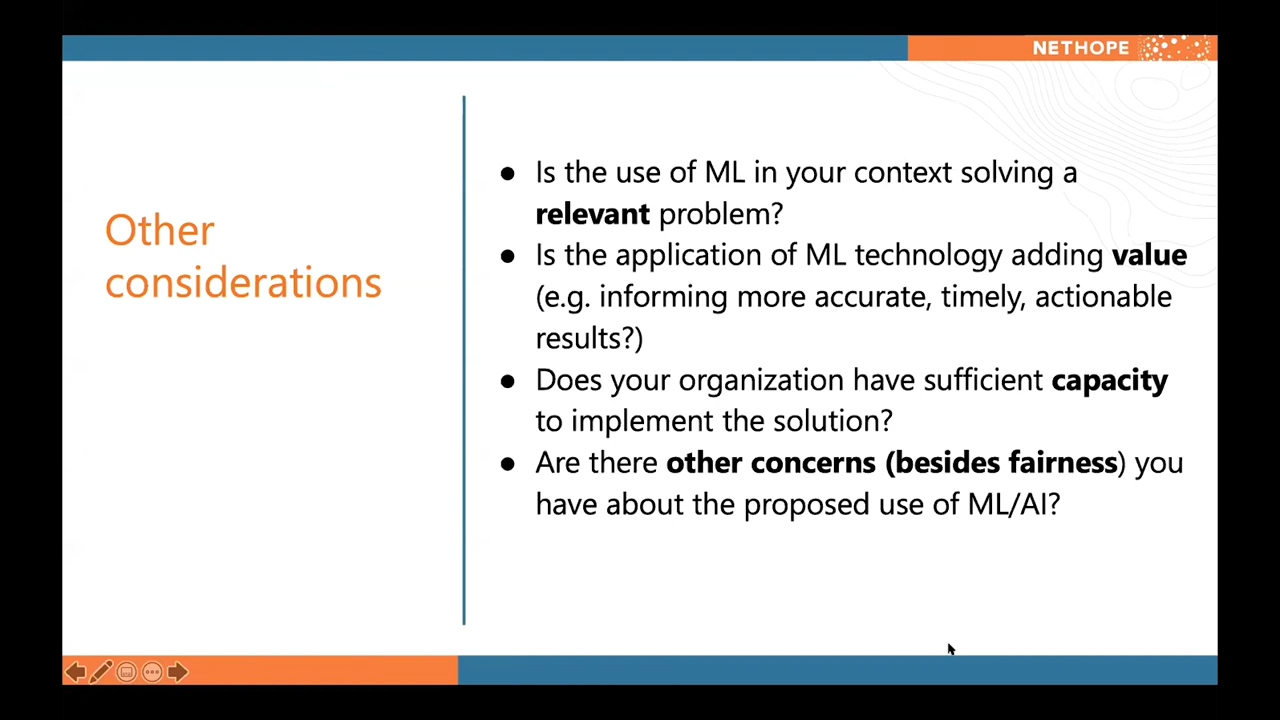 NETHOPE
Other
considerations
● Is the use of ML in your context solving a
relevant problem?
● Is the application of ML technology adding value
(e.g. informing more accurate, timely, actionable
results?)
● Does your organization have sufficient capacity
to implement the solution?
● Are there other concerns (besides fairness) you
have about the proposed use of ML/AI?